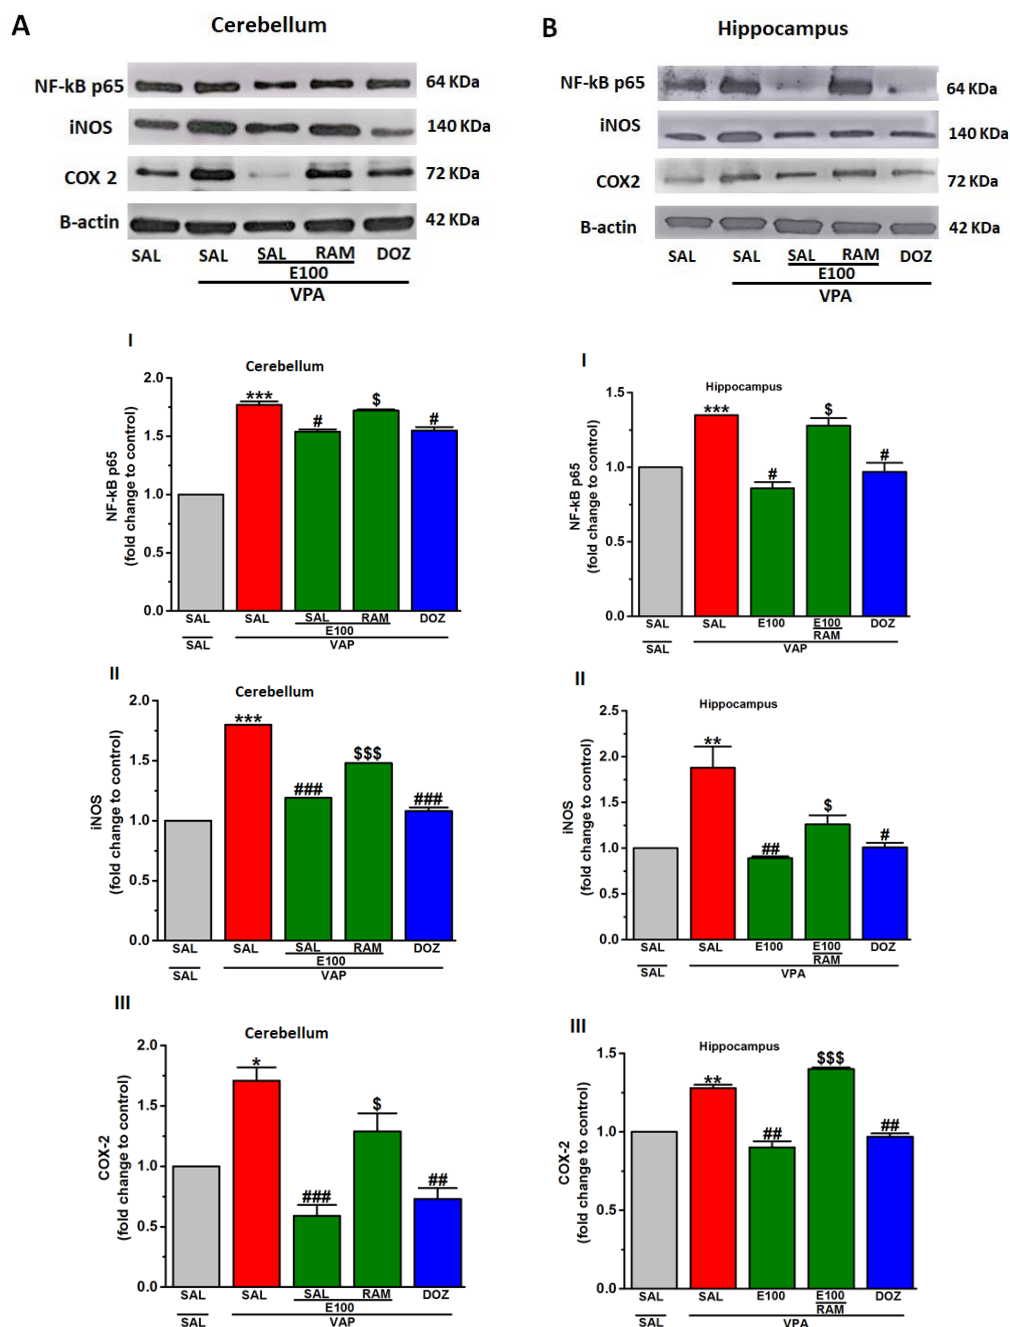 A
Cerebellum
NF-kB p65
64 KDa
iNOS
140 KDa
COX 2
72 KDa
B-actin
42 KDa
SAL SAL SAL RAM DOZ
E100
VPA
B
Hippocampus
NF-kB p65
64 KDa
iNOS
140 KDa
COX2
72 KDa
B-actin
42 KDa
SAL SAL SAL RAM DOZ
E100
VPA
I
Cerebellum
NF-kB p65
(fold change to control)
2.0
1.5
1.0
0.5
0.0
*** # $ #
SAL SAL SAL RAM DOZ
E100
SAL VAP
I
Hippocampus
NF-kB p65
(fold change to control)
1.5
1.0
0.5
0.0
*** # $ #
SAL SAL E100 E100 DOZ
RAM
SAL VAP
II
Cerebellum
iNOS
(fold change to control)
2.0
1.5
1.0
0.5
0.0
*** ### $$$ ###
SAL SAL SAL RAM DOZ
E100
SAL VAP
II
Hippocampus
iNOS
(fold change to control)
2.5
2.0
1.5
1.0
0.5
0.0
** ## $ #
SAL SAL E100 E100 DOZ
RAM
SAL VPA
III
Cerebellum
COX-2
(fold change to control)
2.0
1.5
1.0
0.5
0.0
* ### $ ##
SAL SAL SAL RAM DOZ
E100
SAL VAP
III
Hippocampus
COX-2
(fold change to control)
1.5
1.0
0.5
0.0
** ## $$$ ##
SAL SAL E100 E100 DOZ
RAM
SAL VPA